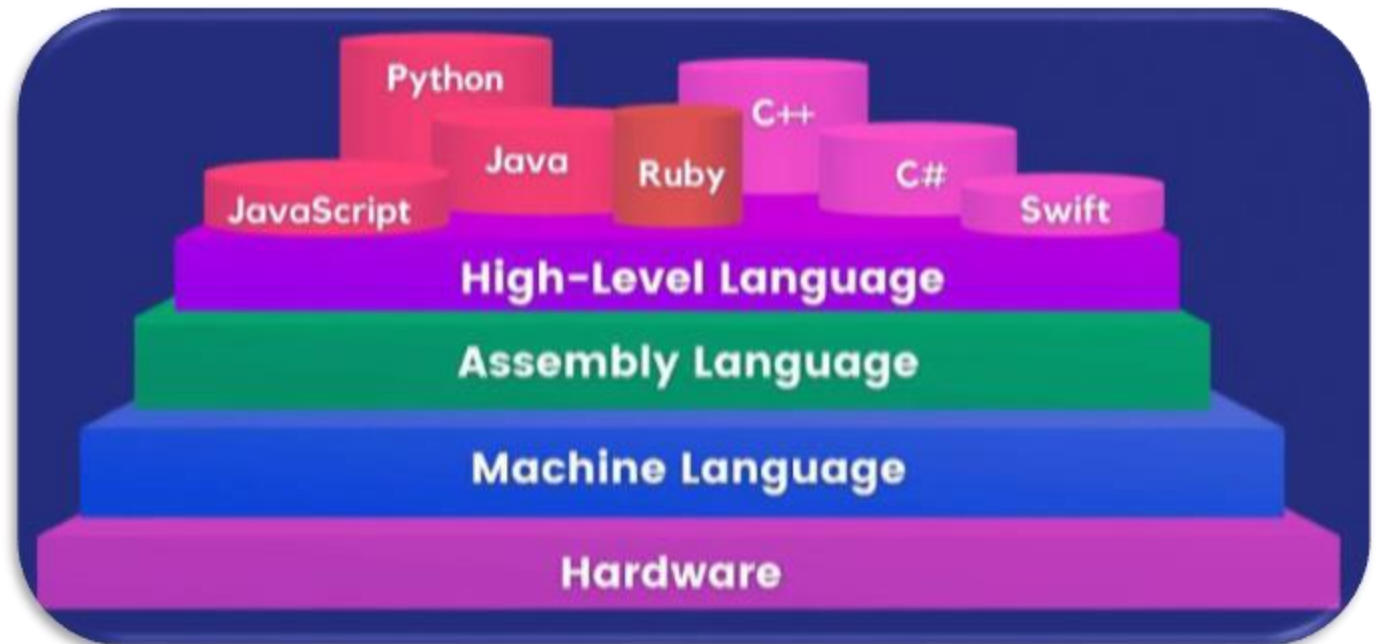 Python
C++
Java
Ruby
C#
JavaScript
Swift
High-Level Language
Assembly Language
Machine Language
Hardware